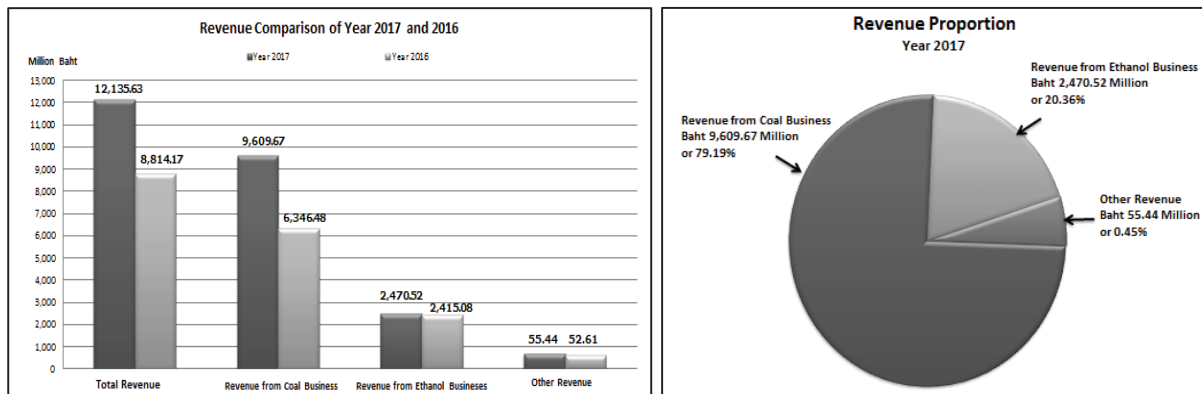 Revenue Comparison of Year 2017 and 2016
Year 2017 Year 2016
Million Baht
13,000
12,000
11,000
10,000
9,000
8,000
7,000
6,000
5,000
4,000
3,000
2,000
1,000
0
12,135.63
8,814.17
9,609.67
6,346.48
2,470.52
2,415.08
55.44
52.61
Total Revenue
Revenue from Coal Business
Revenue from Ethanol Busineses
Other Revenue
Revenue Proportion
Year 2017
Revenue from Ethanol Business
Baht 2,470.52 Million
or 20.36%
Revenue from Coal Business
Baht 9,609.67 Million
or 79.19%
Other Revenue
Baht 55.44 Million
or 0.45%